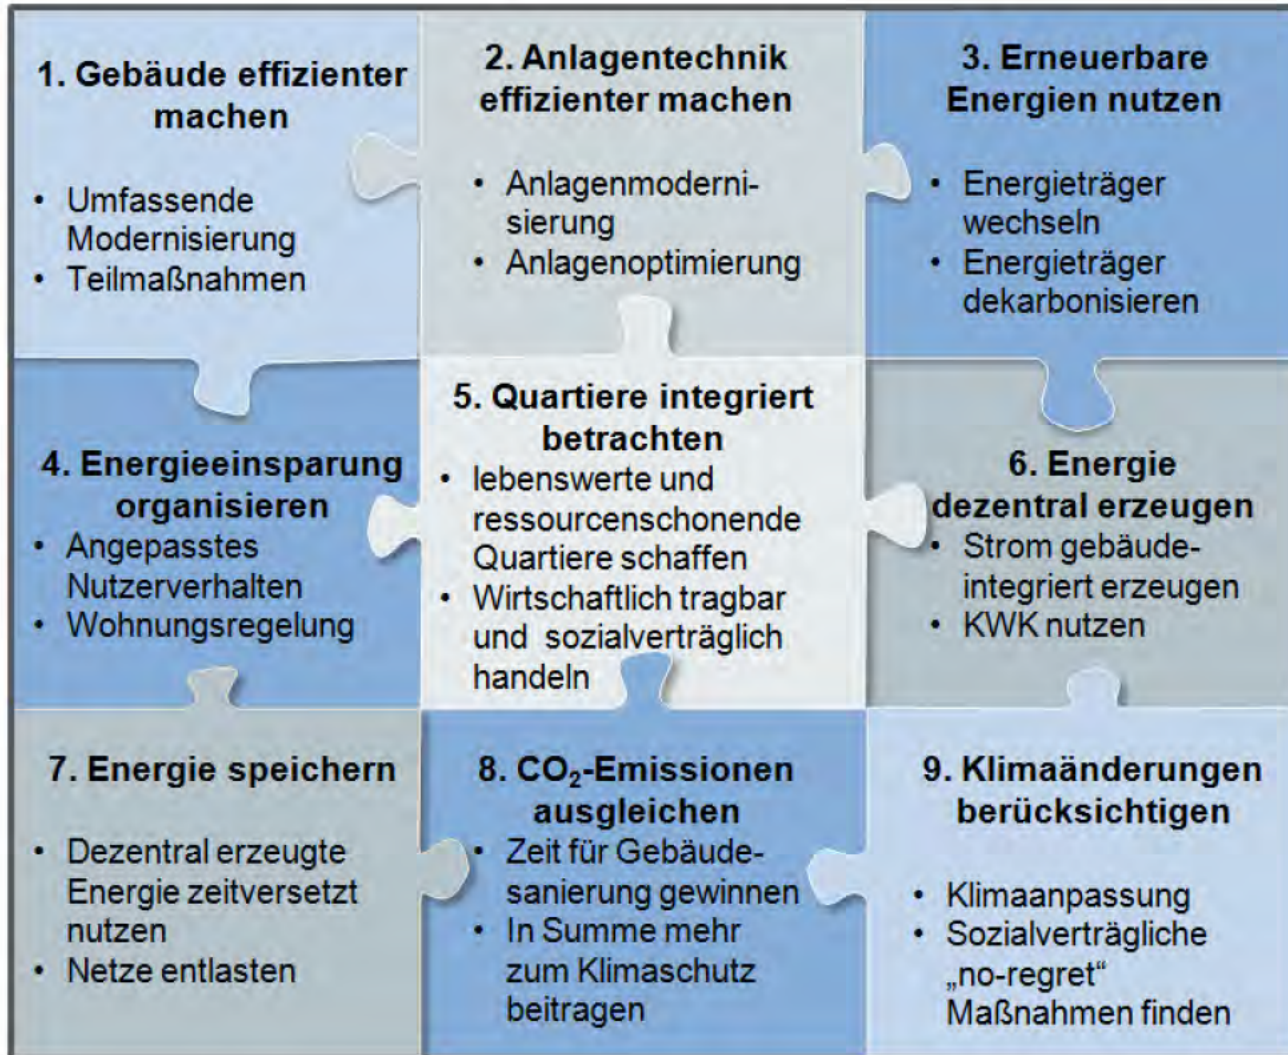 1. Gebäude effizienter
machen
• Umfassende
Modernisierung
• Teilmaßnahmen
2. Anlagentechnik
effizienter machen
• Anlagenmoderni-
sierung
• Anlagenoptimierung
3. Erneuerbare
Energien nutzen
• Energieträger
wechseln
• Energieträger
dekarbonisieren
4. Energieeinsparung
organisieren
• Angepasstes
Nutzerverhalten
• Wohnungsregelung
5. Quartiere integriert
betrachten
• lebenswerte und
ressourcenschonende
Quartiere schaffen
• Wirtschaftlich tragbar
und sozialverträglich
handeln
6. Energie
dezentral erzeugen
• Strom gebäude-
integriert erzeugen
• KWK nutzen
7. Energie speichern
• Dezentral erzeugte
Energie zeitversetzt
nutzen
• Netze entlasten
8. CO₂-Emissionen
ausgleichen
• Zeit für Gebäude-
sanierung gewinnen
• In Summe mehr
zum Klimaschutz
beitragen
9. Klimaänderungen
berücksichtigen
• Klimaanpassung
• Sozialverträgliche
„no-regret“
Maßnahmen finden